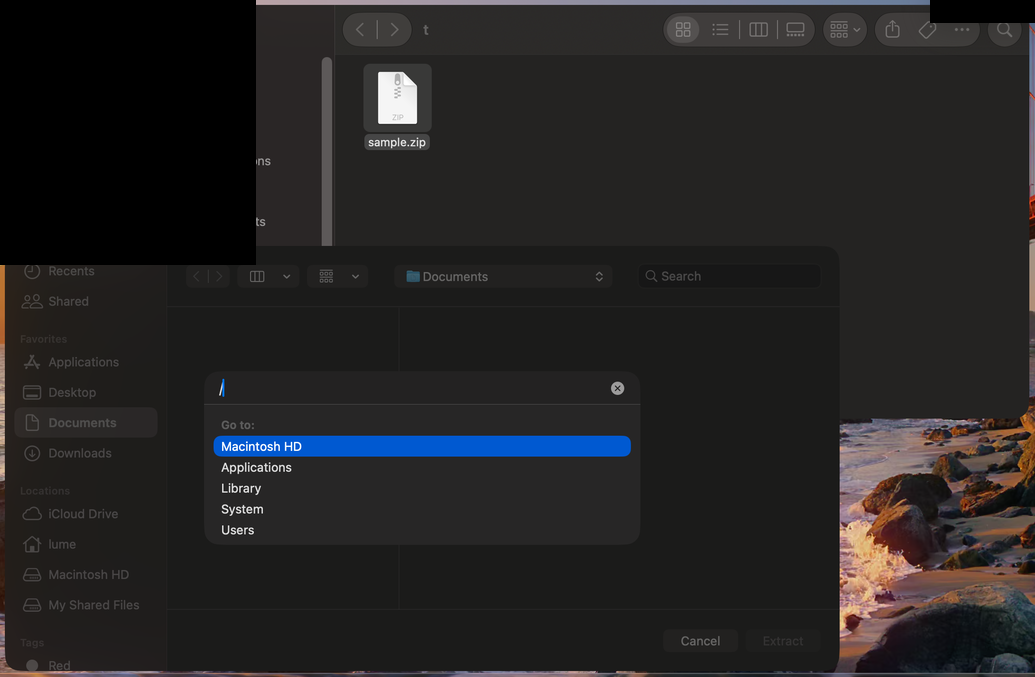 t
ZIP
sample.zip
ons
ts
Recents
Shared
Favorites
Applications
Desktop
Documents
Downloads
Locations
iCloud Drive
lume
Macintosh HD
My Shared Files
Tags
Red
Documents
Search
/
Go to:
Macintosh HD
Applications
Library
System
Users
Cancel
Extract